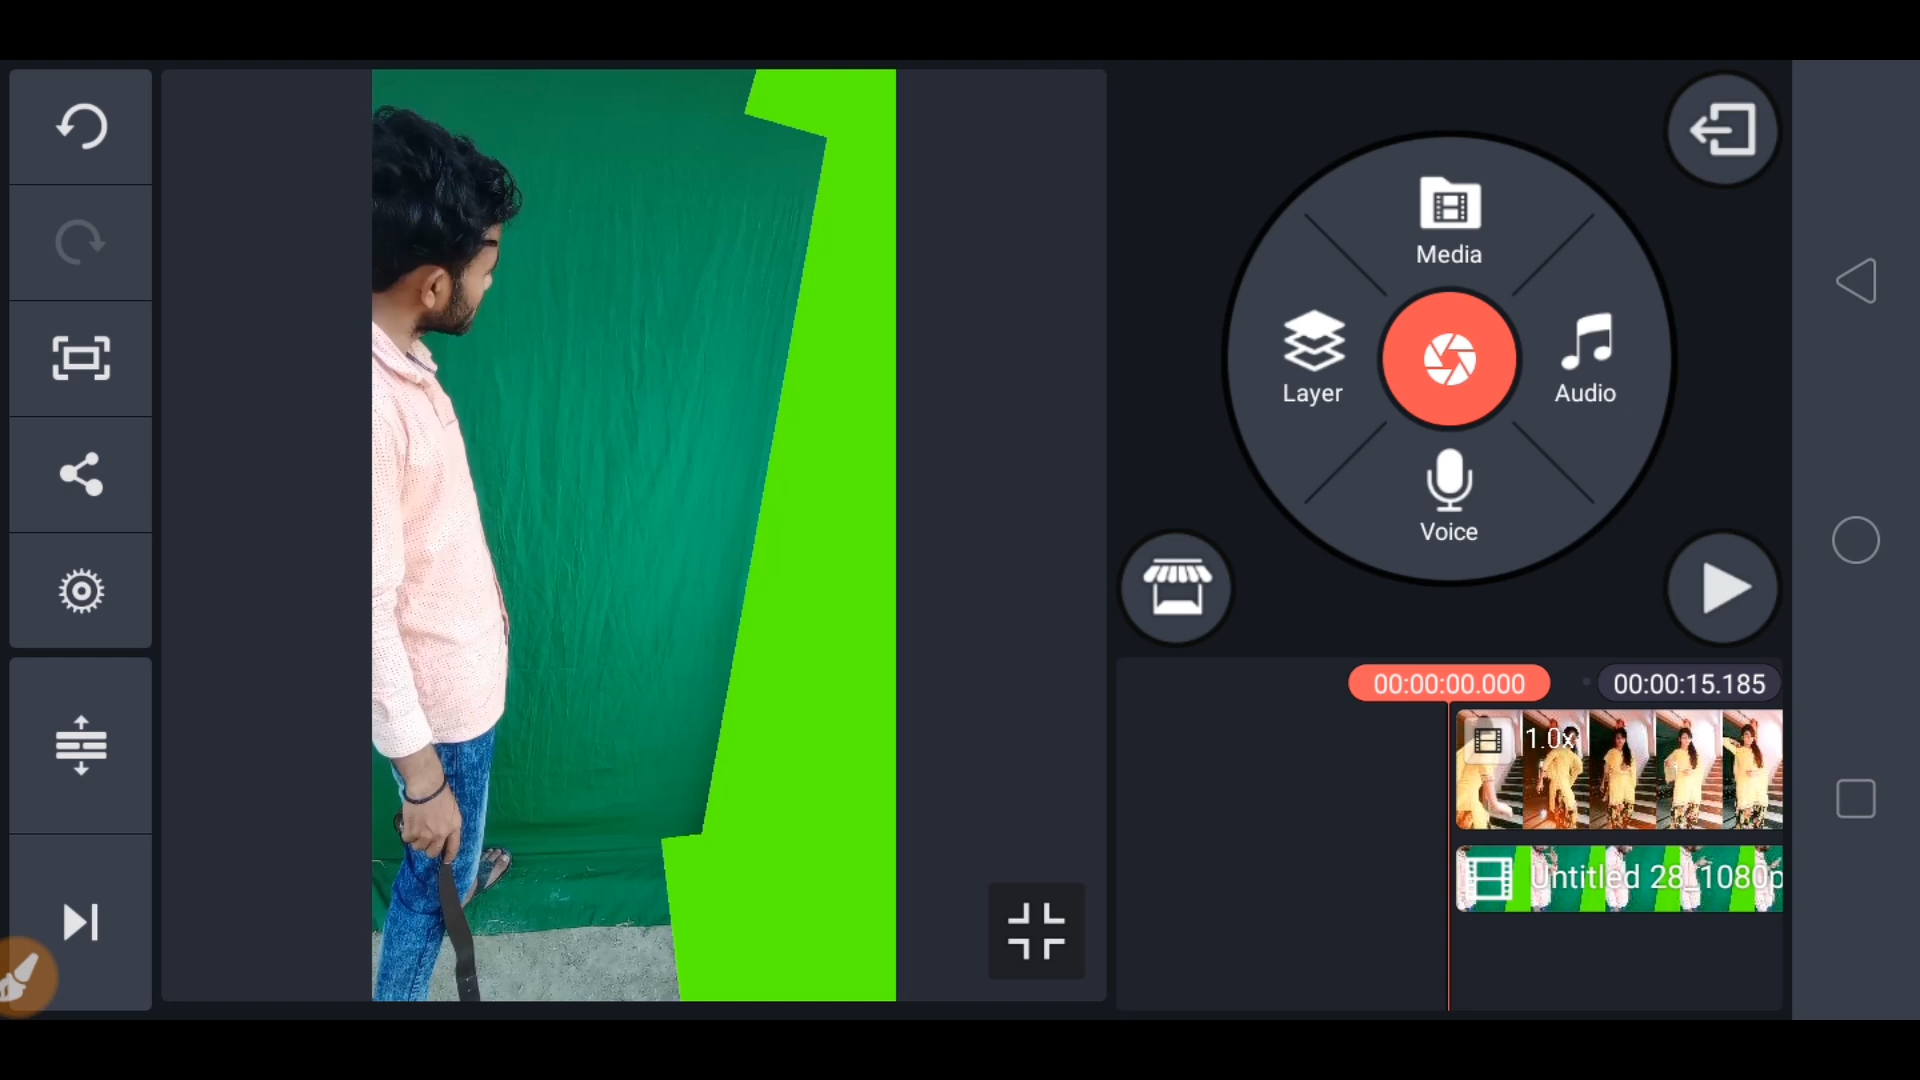 Media
Layer
Audio
Voice
00:00:00.000
00:00:15.185
1.0x
Untitled 28_1080p